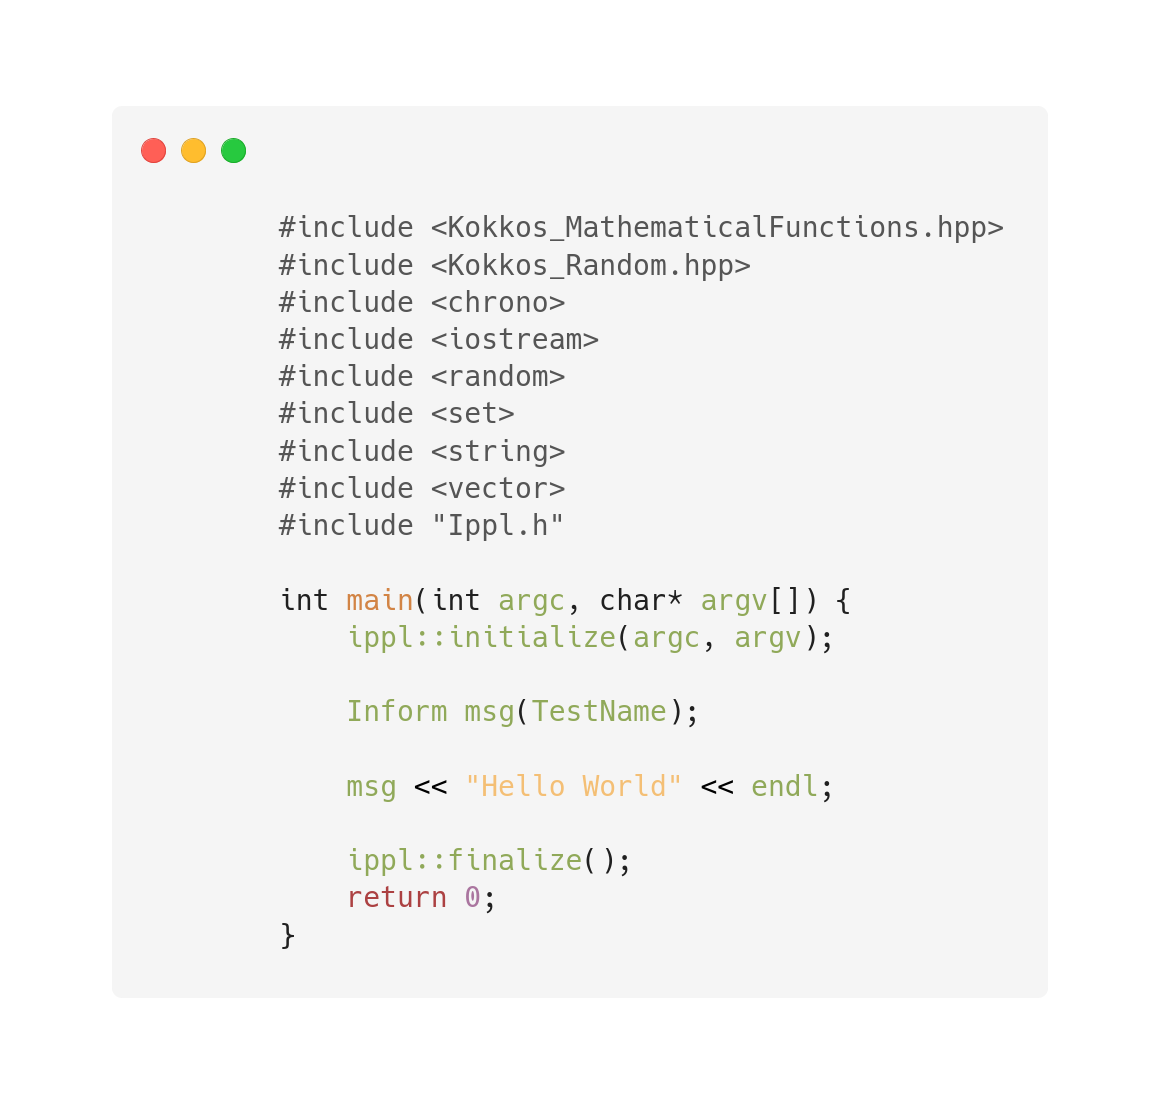 #include <Kokkos_MathematicalFunctions.hpp>
#include <Kokkos_Random.hpp>
#include <chrono>
#include <iostream>
#include <random>
#include <set>
#include <string>
#include <vector>
#include "Ippl.h"

int main(int argc, char* argv[]) {
    ippl::initialize(argc, argv);

    Inform msg(TestName);

    msg << "Hello World" << endl;

    ippl::finalize();
    return 0;
}